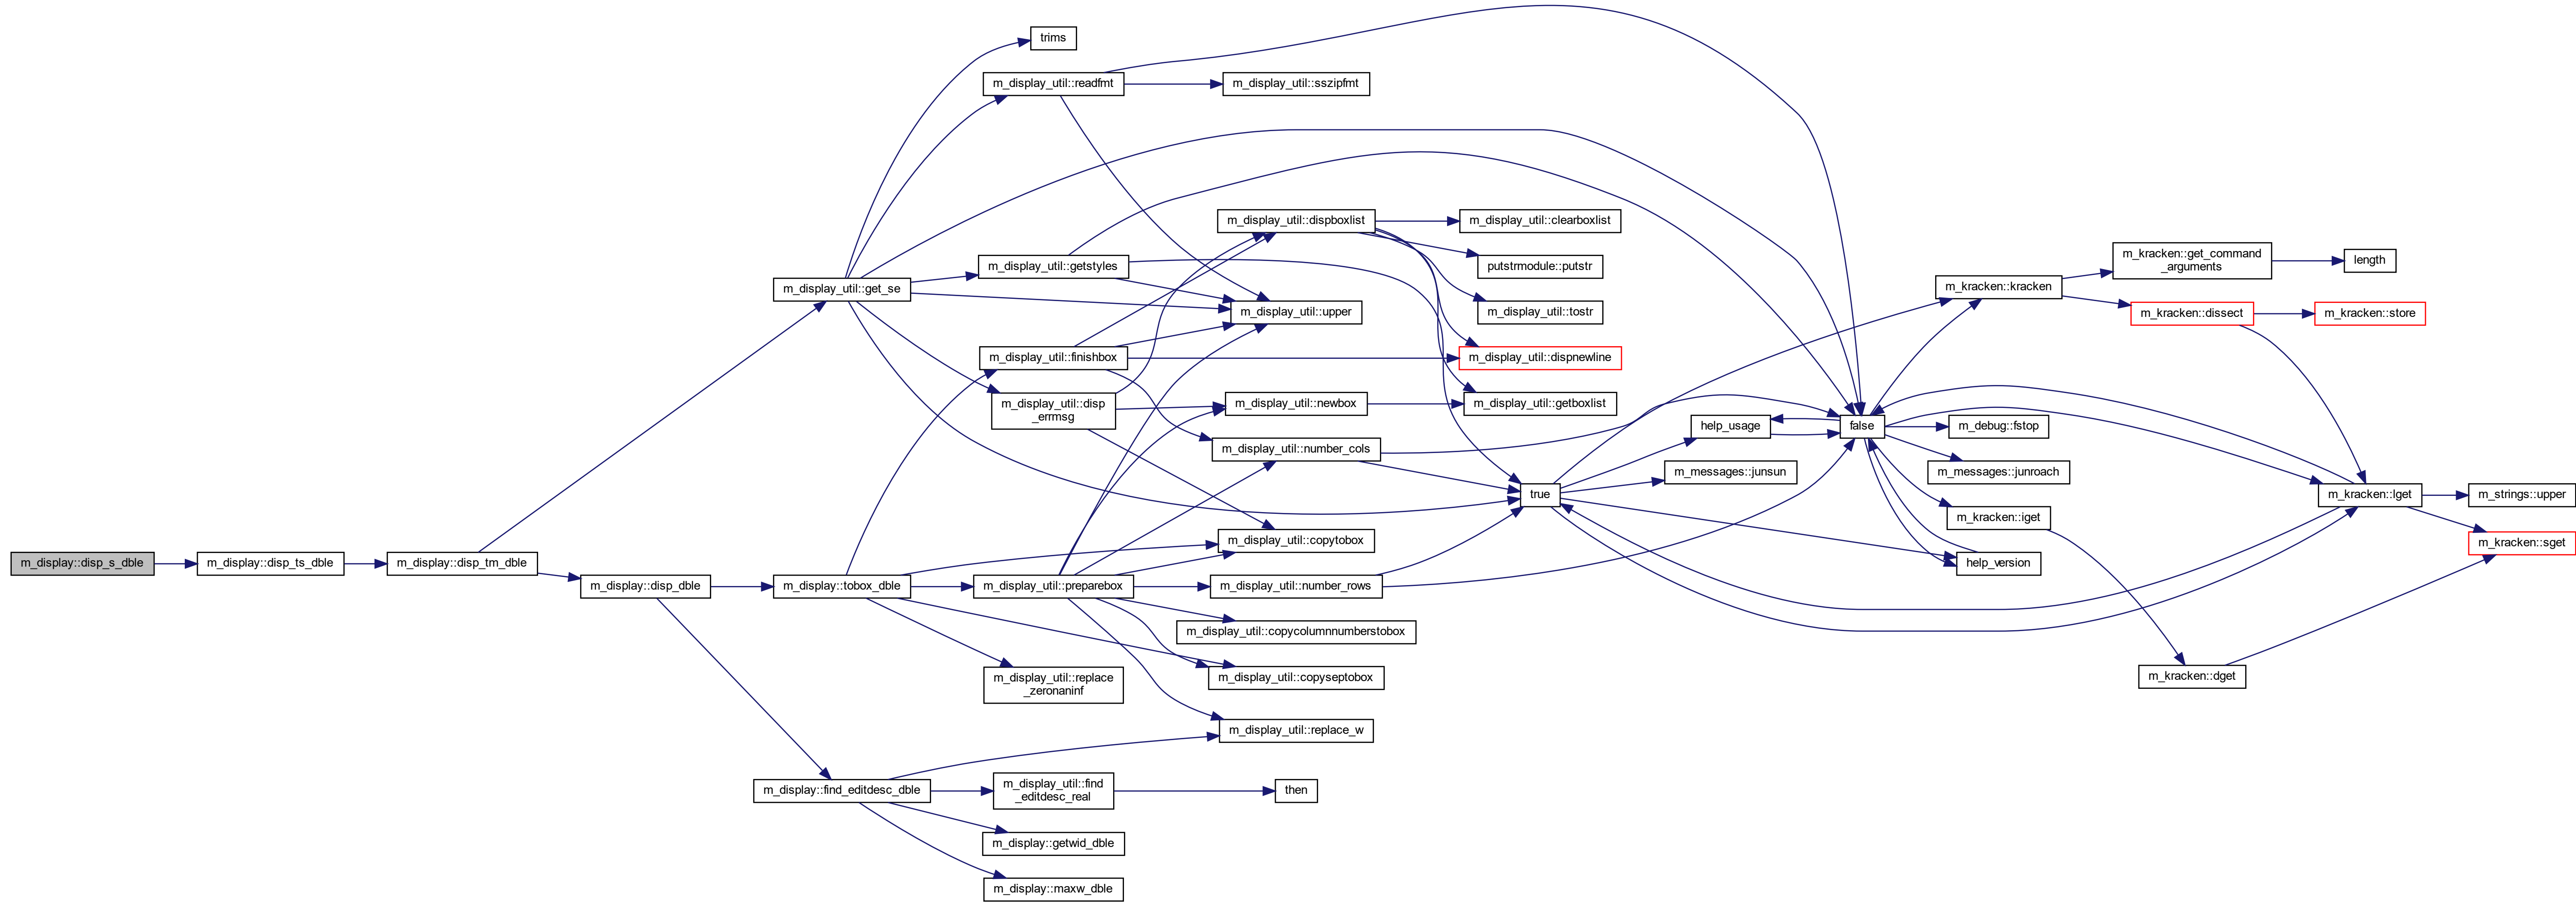 m_display::disp_s_dble
m_display::disp_ts_dble
m_display::disp_tm_dble
m_display_util::get_se
m_display::disp_dble
trims
m_display_util::readfmt
m_display_util::sszipfmt
m_display_util::getstyles
m_display_util::upper
m_display_util::finishbox
m_display_util::disp
_errmsg
m_display::tobox_dble
m_display_util::preparebox
m_display_util::replace
_zeronaninf
m_display::find_editdesc_dble
m_display_util::find
_editdesc_real
m_display::getwid_dble
m_display::maxw_dble
m_display_util::dispboxlist
m_display_util::newbox
m_display_util::number_cols
m_display_util::copytobox
m_display_util::number_rows
m_display_util::copycolumnnumberstobox
m_display_util::copyseptobox
m_display_util::replace_w
then
m_display_util::clearboxlist
putstrmodule::putstr
m_display_util::tostr
m_display_util::dispnewline
m_display_util::getboxlist
true
help_usage
m_messages::junsun
false
m_kracken::kracken
m_debug::fstop
m_messages::junroach
m_kracken::iget
help_version
m_kracken::get_command
_arguments
m_kracken::dissect
m_kracken::dget
length
m_kracken::store
m_kracken::lget
m_strings::upper
m_kracken::sget